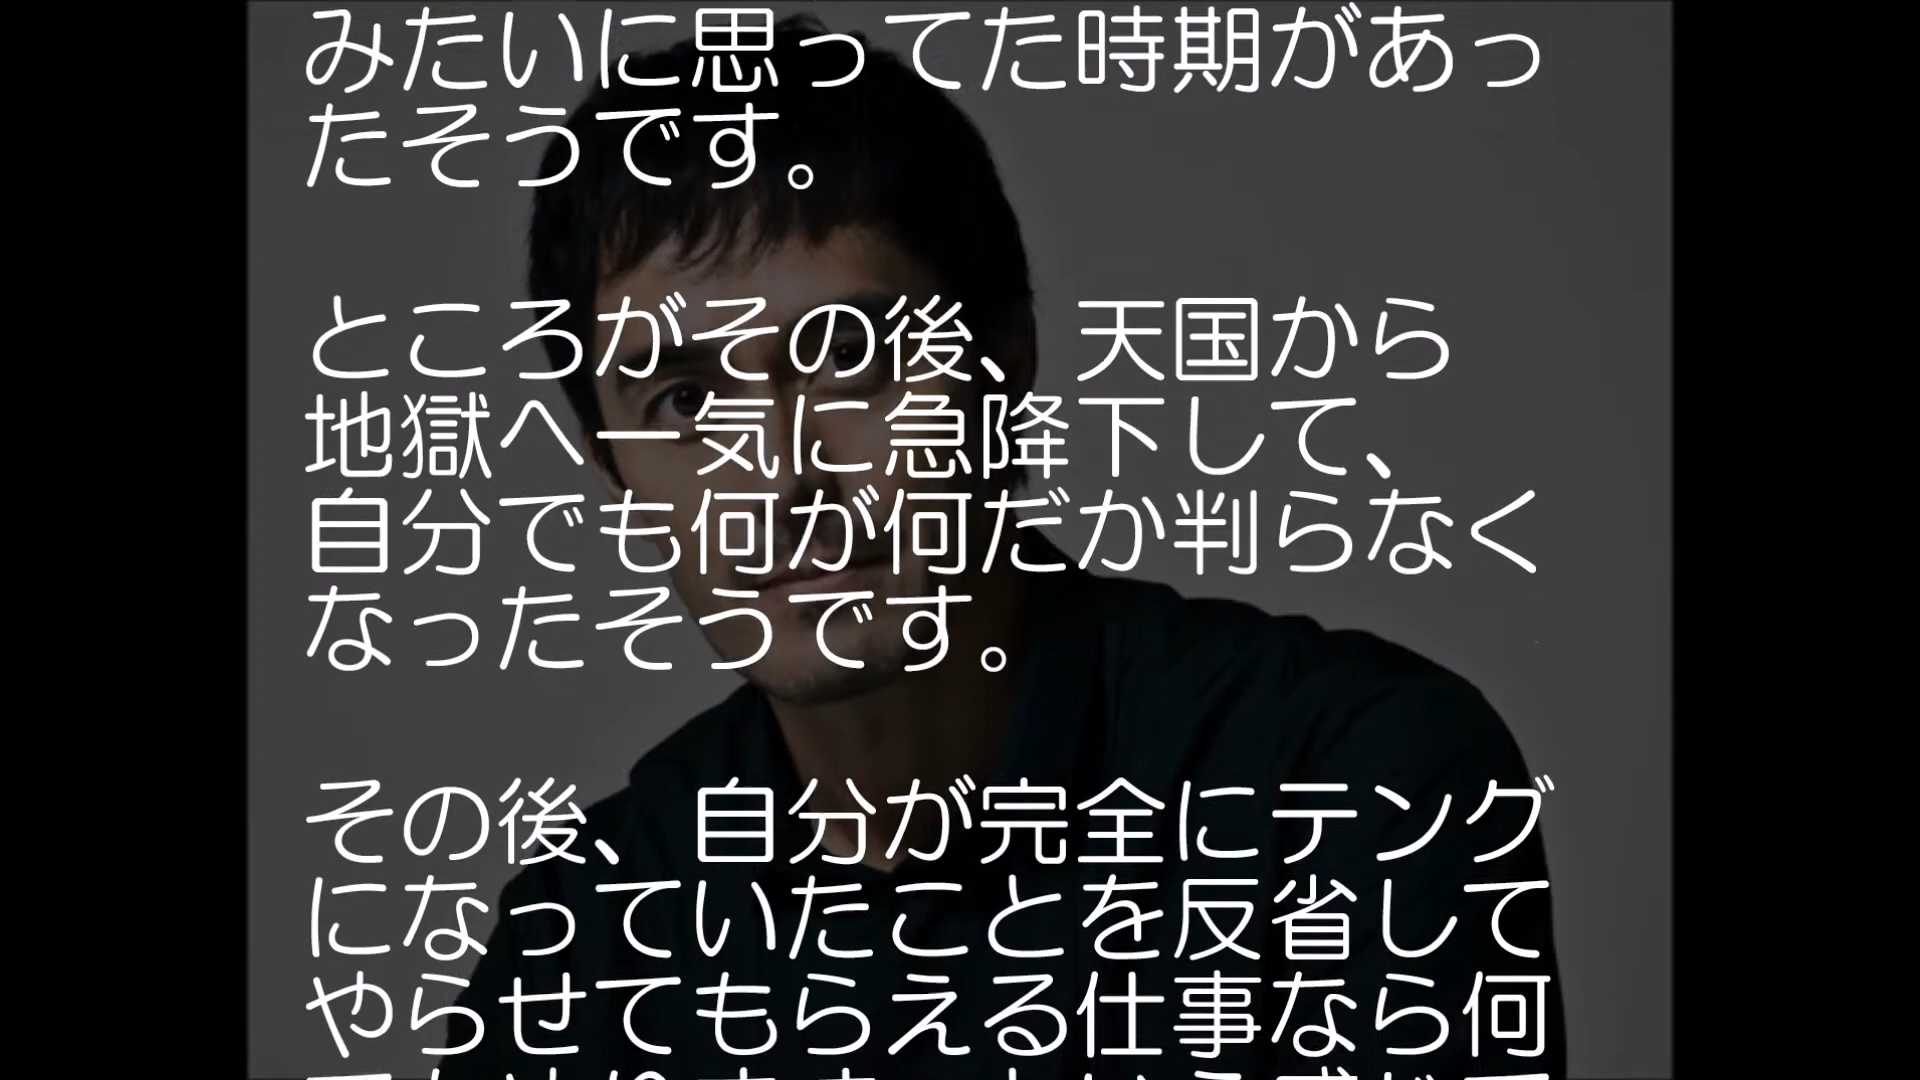 みたいに思ってた時期があっ
たそうです。
ところがその後、天国から
地獄へ一気に急降下して、
自分でも何が何だか判らなく
なったそうです。
その後、自分が完全にテング
になっていたことを反省して
やらせてもらえる仕事なら何